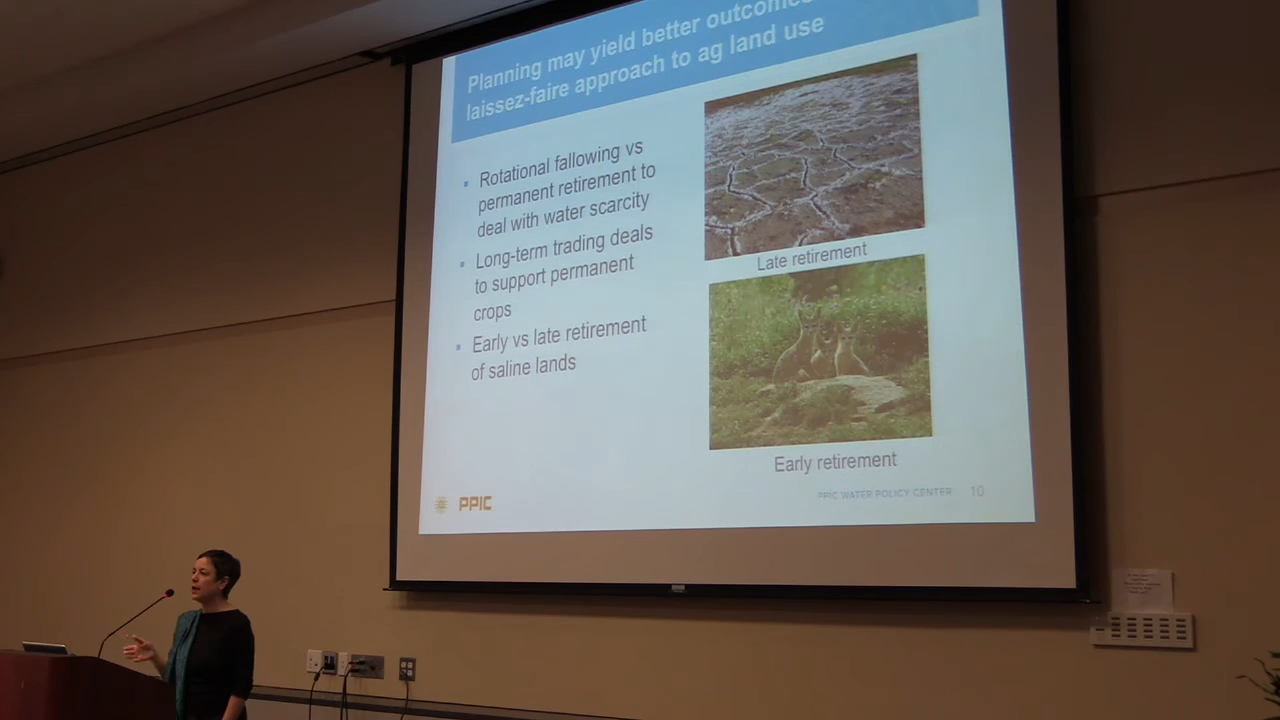 Planning may yield better outcomes
laissez-faire approach to ag land use
Rotational fallowing vs
permanent retirement to
deal with water scarcity
Long-term trading deals
to support permanent
crops
Early vs late retirement
of saline lands
Late retirement
Early retirement
PPIC
PPIC WATER POLICY CENTER 10